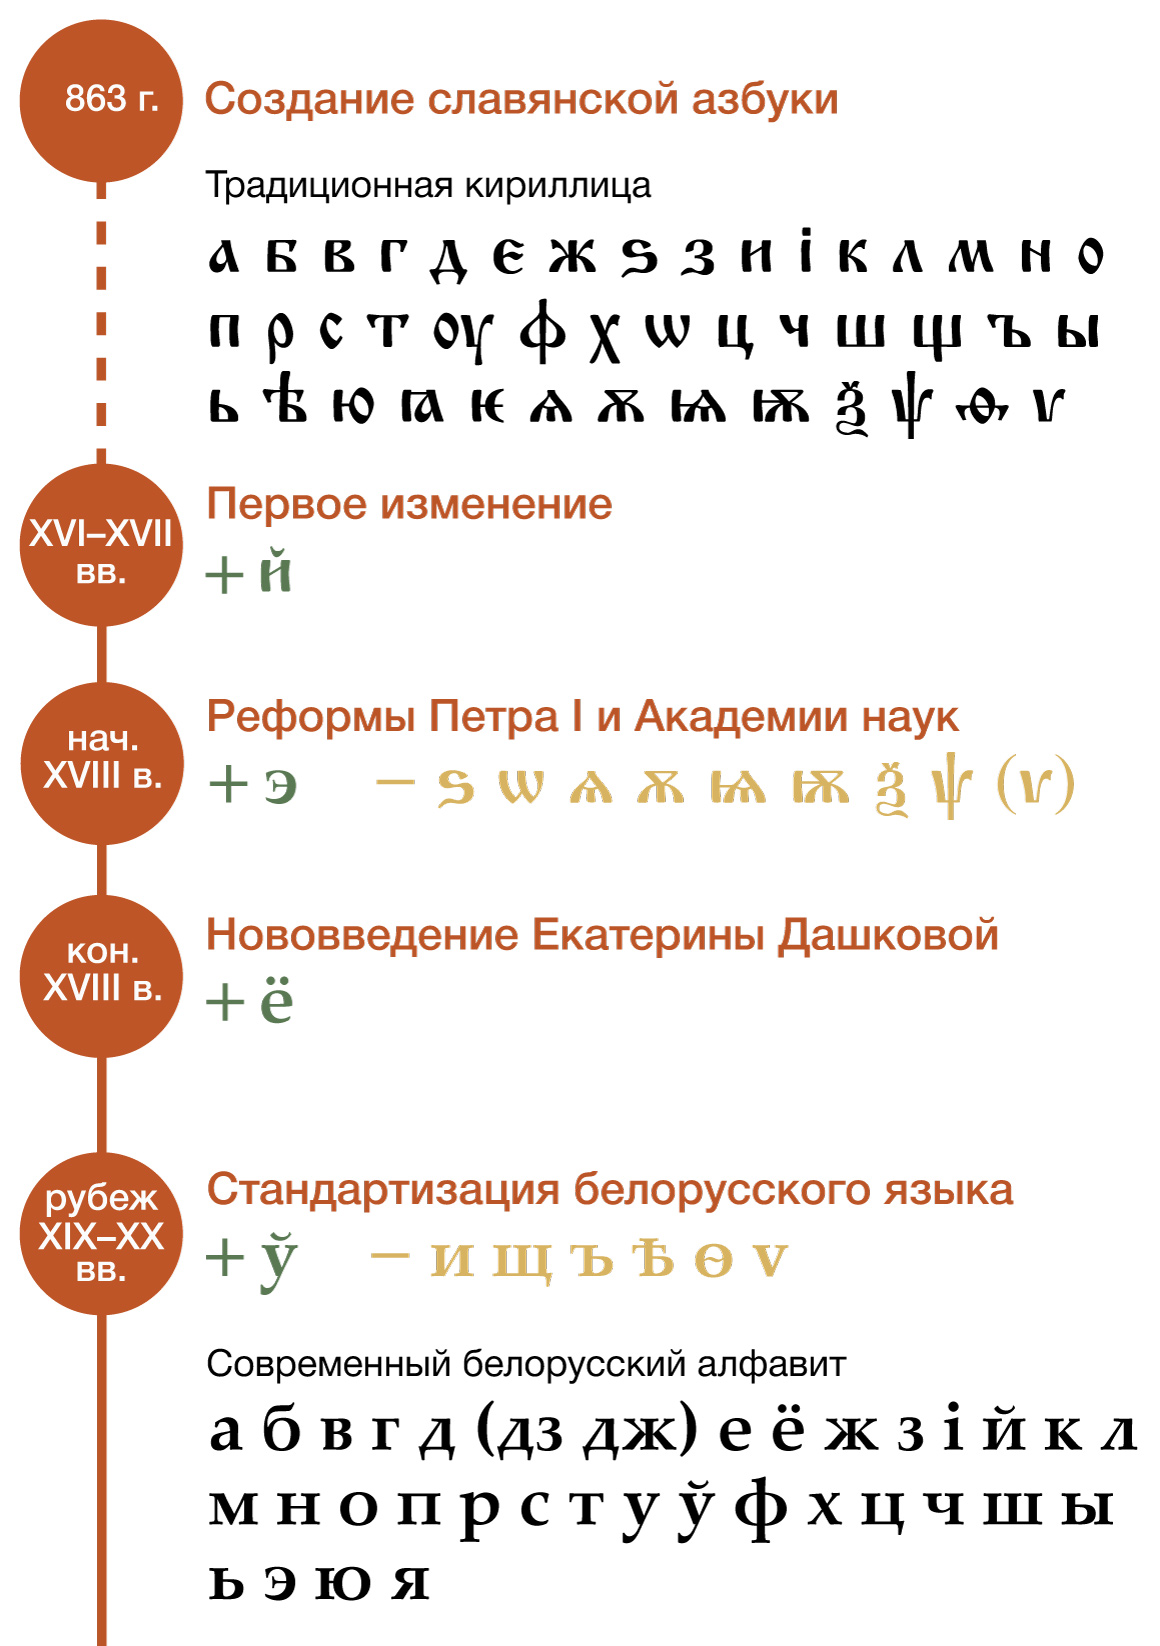 863 г.
Создание славянской азбуки
Традиционная кириллица
а б в г д є ж ѕ з и і к л м н о
п р с т оу ф х ѡ ц ч ш щ ъ ы
ь ѣ ю ꙗ ѥ ѧ ѫ ѩ ѭ ѯ ѱ ѳ ѵ
XVI–XVII
вв.
Первое изменение
+ й
нач.
XVIII в.
Реформы Петра I и Академии наук
+ э – ѕ ѡ ѧ ѫ ѩ ѭ ѯ ѱ (ѵ)
кон.
XVIII в.
Нововведение Екатерины Дашковой
+ ё
рубеж
XIX–XX
вв.
Стандартизация белорусского языка
+ ў – и щ ъ ѣ ѳ ѵ
Современный белорусский алфавит
а б в г д (дз дж) е ё ж з і й к л
м н о п р с т у ў ф х ц ч ш ы
ь э ю я